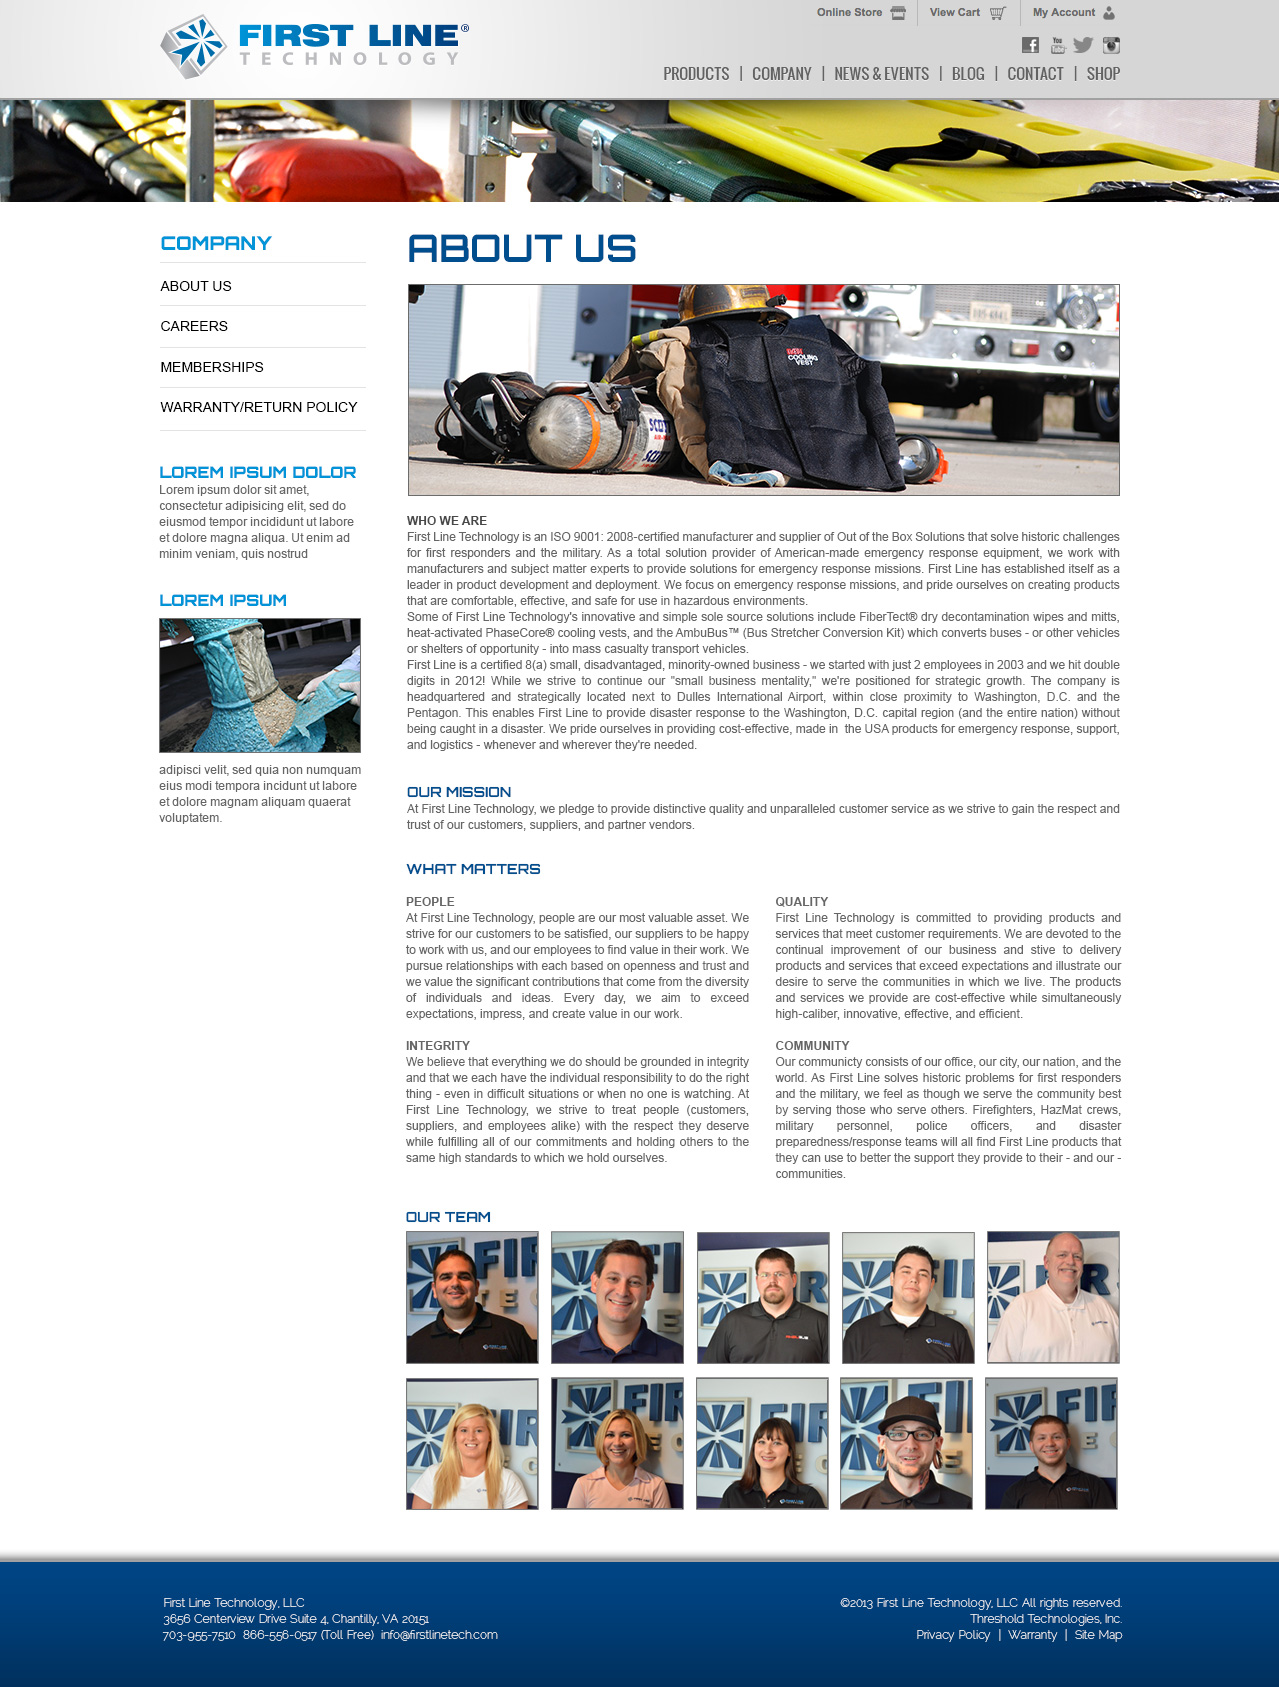 Online Store
View Cart
My Account
FIRST LINE®
TECHNOLOGY
You
Tube
PRODUCTS | COMPANY | NEWS & EVENTS | BLOG | CONTACT | SHOP
COMPANY
ABOUT US
CAREERS
MEMBERSHIPS
WARRANTY/RETURN POLICY
LOREM IPSUM DOLOR
Lorem ipsum dolor sit amet,
consectetur adipisicing elit, sed do
eiusmod tempor incididunt ut labore
et dolore magna aliqua. Ut enim ad
minim veniam, quis nostrud
LOREM IPSUM
adipisci velit, sed quia non numquam
eius modi tempora incidunt ut labore
et dolore magnam aliquam quaerat
voluptatem.
ABOUT US
COOLING
VEST
SCOTT
AIR-PAK
SCOTT
WHO WE ARE
First Line Technology is an ISO 9001: 2008-certified manufacturer and supplier of Out of the Box Solutions that solve historic challenges
for first responders and the military. As a total solution provider of American-made emergency response equipment, we work with
manufacturers and subject matter experts to provide solutions for emergency response missions. First Line has established itself as a
leader in product development and deployment. We focus on emergency response missions, and pride ourselves on creating products
that are comfortable, effective, and safe for use in hazardous environments.
Some of First Line Technology's innovative and simple sole source solutions include FiberTect® dry decontamination wipes and mitts,
heat-activated PhaseCore® cooling vests, and the AmbuBus™ (Bus Stretcher Conversion Kit) which converts buses - or other vehicles
or shelters of opportunity - into mass casualty transport vehicles.
First Line is a certified 8(a) small, disadvantaged, minority-owned business - we started with just 2 employees in 2003 and we hit double
digits in 2012! While we strive to continue our "small business mentality," we're positioned for strategic growth. The company is
headquartered and strategically located next to Dulles International Airport, within close proximity to Washington, D.C. and the
Pentagon. This enables First Line to provide disaster response to the Washington, D.C. capital region (and the entire nation) without
being caught in a disaster. We pride ourselves in providing cost-effective, made in the USA products for emergency response, support,
and logistics - whenever and wherever they're needed.
OUR MISSION
At First Line Technology, we pledge to provide distinctive quality and unparalleled customer service as we strive to gain the respect and
trust of our customers, suppliers, and partner vendors.
WHAT MATTERS
PEOPLE
At First Line Technology, people are our most valuable asset. We
strive for our customers to be satisfied, our suppliers to be happy
to work with us, and our employees to find value in their work. We
pursue relationships with each based on openness and trust and
we value the significant contributions that come from the diversity
of individuals and ideas. Every day, we aim to exceed
expectations, impress, and create value in our work.
INTEGRITY
We believe that everything we do should be grounded in integrity
and that we each have the individual responsibility to do the right
thing - even in difficult situations or when no one is watching. At
First Line Technology, we strive to treat people (customers,
suppliers, and employees alike) with the respect they deserve
while fulfilling all of our commitments and holding others to the
same high standards to which we hold ourselves.
QUALITY
First Line Technology is committed to providing products and
services that meet customer requirements. We are devoted to the
continual improvement of our business and stive to delivery
products and services that exceed expectations and illustrate our
desire to serve the communities in which we live. The products
and services we provide are cost-effective while simultaneously
high-caliber, innovative, effective, and efficient.
COMMUNITY
Our communicty consists of our office, our city, our nation, and the
world. As First Line solves historic problems for first responders
and the military, we feel as though we serve the community best
by serving those who serve others. Firefighters, HazMat crews,
military personnel, police officers, and disaster
preparedness/response teams will all find First Line products that
they can use to better the support they provide to their - and our -
communities.
OUR TEAM
First Line Technology, LLC
3656 Centerview Drive Suite 4, Chantilly, VA 20151
703-955-7510 866-556-0517 (Toll Free) info@firstlinetech.com
©2013 First Line Technology, LLC All rights reserved.
Threshold Technologies, Inc.
Privacy Policy | Warranty | Site Map